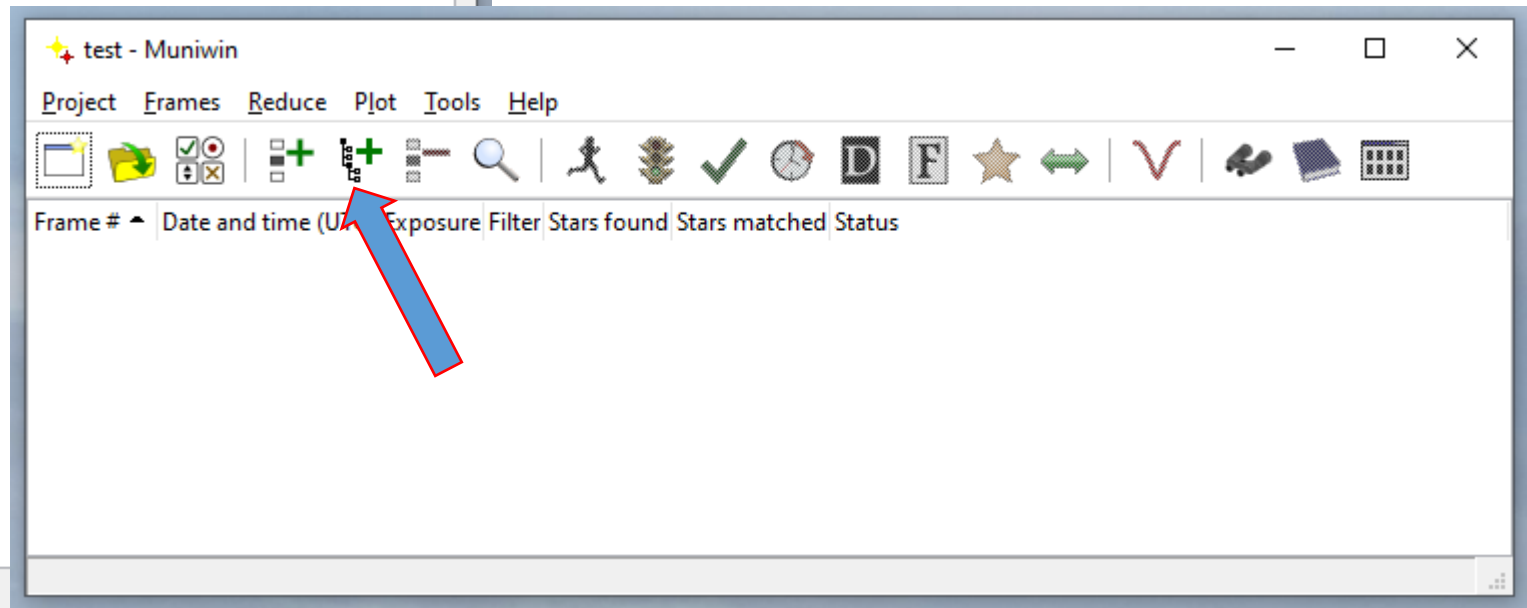 test - Muniwin
Project Frames Reduce Plot Tools Help
D F
Frame # Date and time (UT Exposure Filter Stars found Stars matched Status